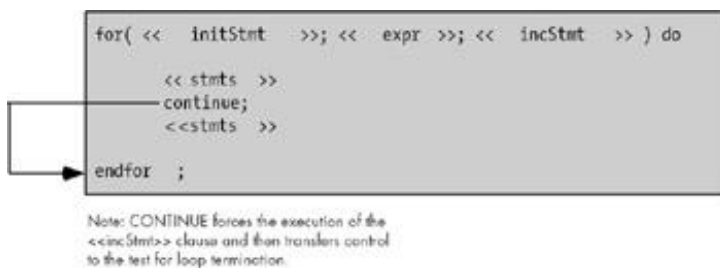 for( << initStmt >>; << expr >>; << incStmt >> ) do
<< stmts >>
continue;
<<stmts >>
endfor ;
Note: CONTINUE forces the execution of the
<<incStmt>> clause and then transfers control
to the test for loop termination.